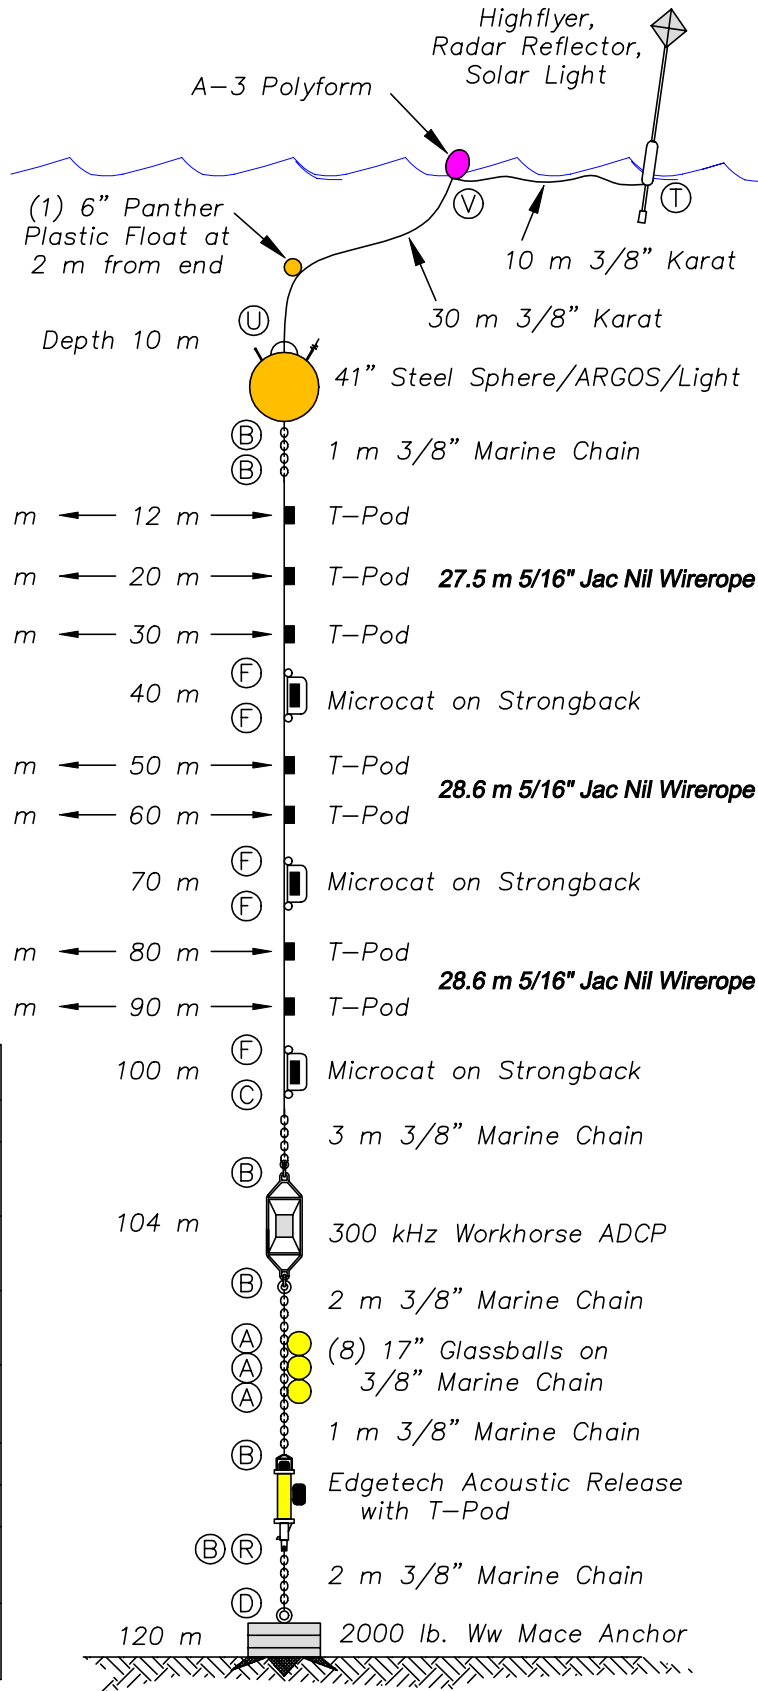 Highflyer,
Radar Reflector,
Solar Light
A-3 Polyform
(1) 6" Panther
Plastic Float at
2 m from end
V
T
10 m 3/8" Karat
30 m 3/8" Karat
U
Depth 10 m
41" Steel Sphere/ARGOS/Light
B
B
1 m 3/8" Marine Chain
m 12 m T-Pod
m 20 m T-Pod 27.5 m 5/16" Jac Nil Wirerope
m 30 m T-Pod
F
40 m Microcat on Strongback
F
m 50 m T-Pod
28.6 m 5/16" Jac Nil Wirerope
m 60 m T-Pod
F
70 m Microcat on Strongback
F
m 80 m T-Pod
28.6 m 5/16" Jac Nil Wirerope
m 90 m T-Pod
F
100 m Microcat on Strongback
C
3 m 3/8" Marine Chain
B
104 m 300 kHz Workhorse ADCP
B
2 m 3/8" Marine Chain
A
A
A
(8) 17" Glassballs on
3/8" Marine Chain
1 m 3/8" Marine Chain
B
Edgetech Acoustic Release
with T-Pod
B R
2 m 3/8" Marine Chain
D
120 m 2000 lb. Ww Mace Anchor